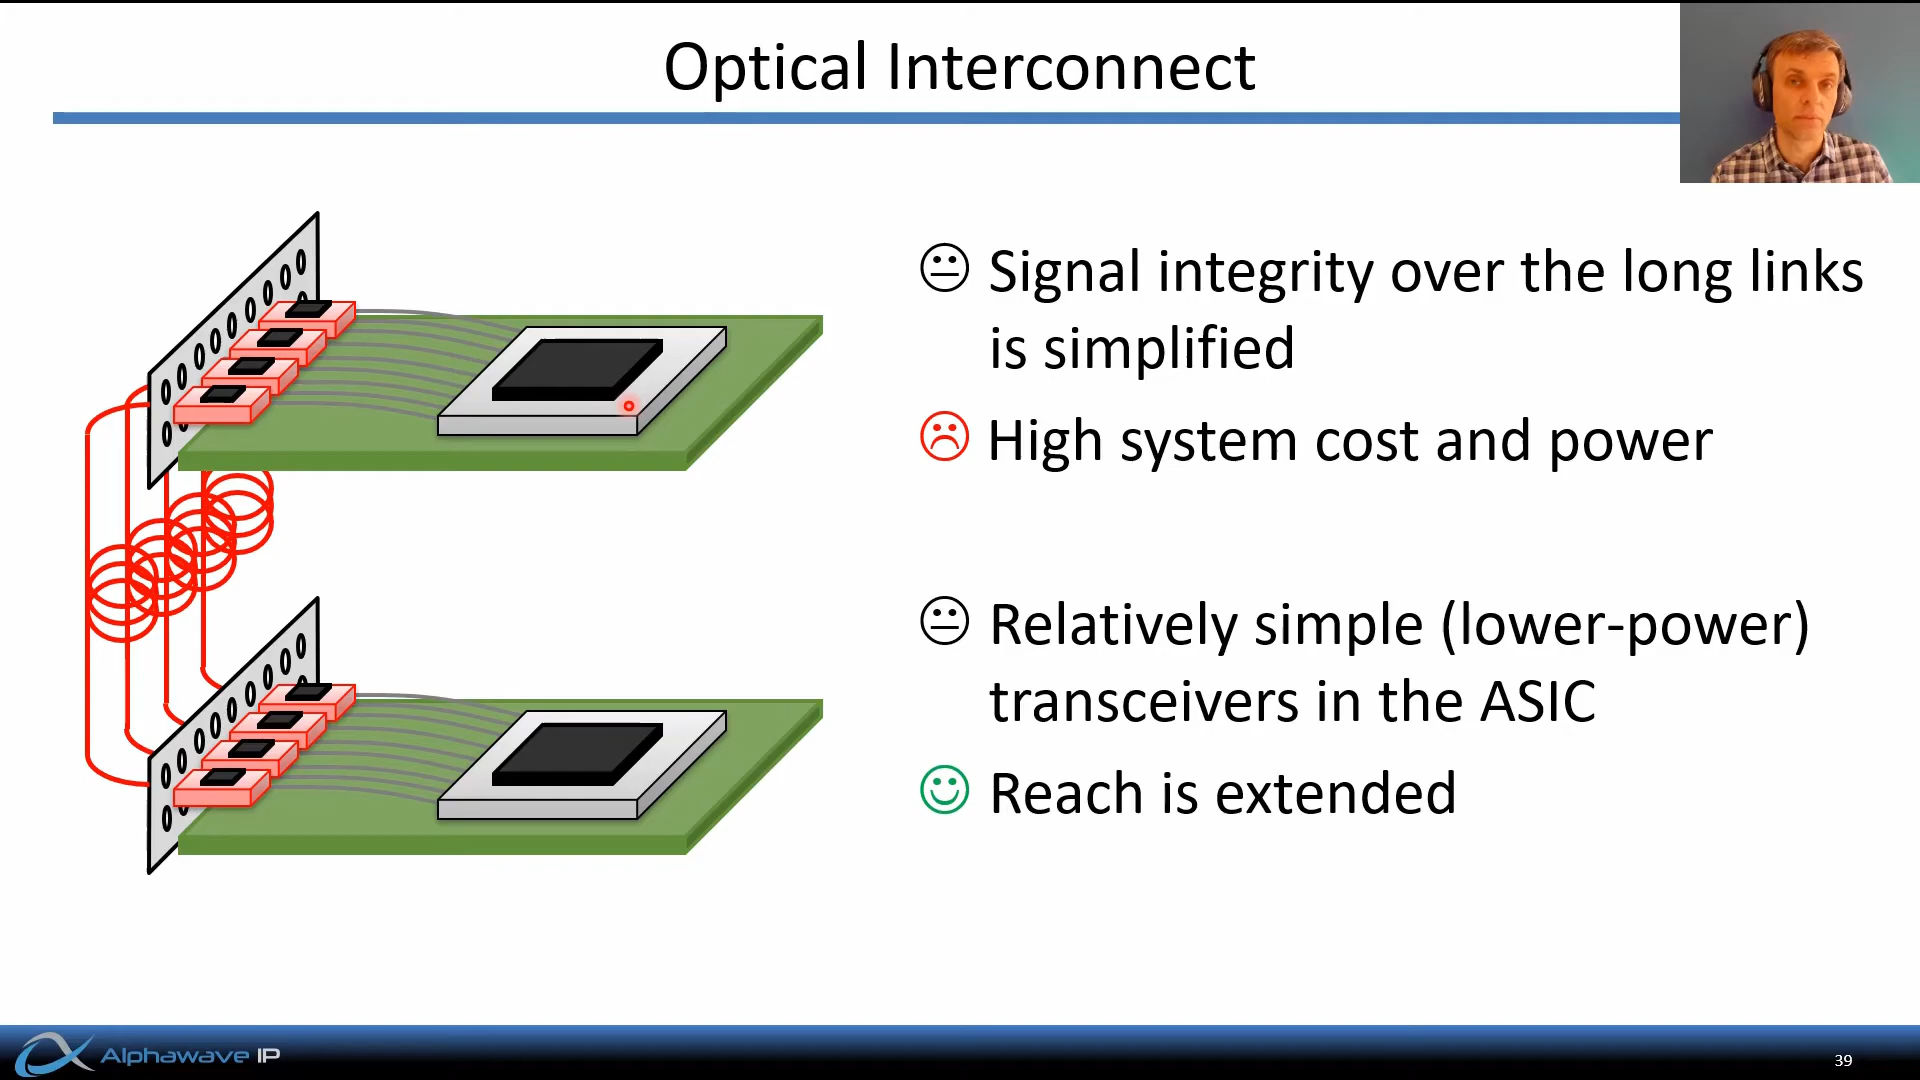 Optical Interconnect
Signal integrity over the long links
is simplified
High system cost and power
Relatively simple (lower-power)
transceivers in the ASIC
Reach is extended
Alphawave IP
39